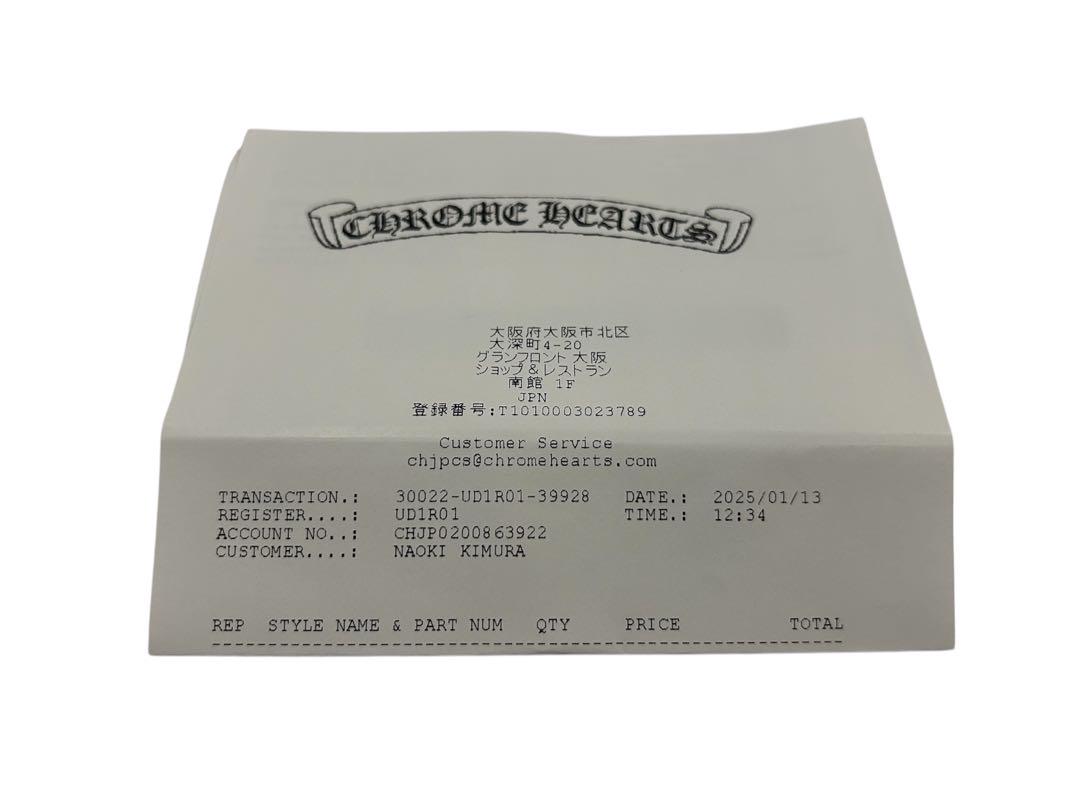 CHROME HEARTS
大阪府大阪市北区
大深町4-20
グランフロント 大阪
ショップ&レストラン
南館 1F
JPN
登録番号:T1010003023789
Customer Service
chjpcs@chromehearts.com
TRANSACTION.: 30022-UD1R01-39928 DATE.: 2025/01/13
REGISTER....: UD1R01 TIME.: 12:34
ACCOUNT NO..: CHJP0200863922
CUSTOMER....: NAOKI KIMURA
REP STYLE NAME & PART NUM QTY PRICE TOTAL